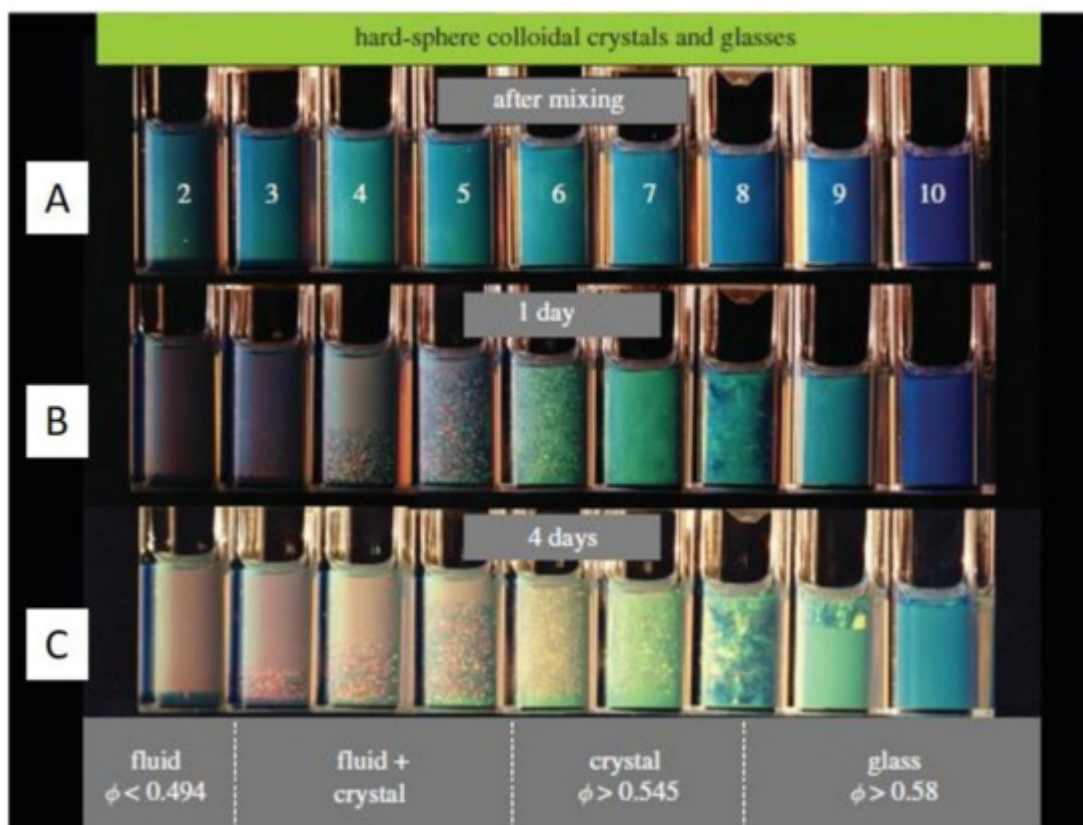 hard-sphere colloidal crystals and glasses
after mixing
A
2 3 4 5 6 7 8 9 10
1 day
B
4 days
C
fluid
ϕ < 0.494
fluid +
crystal
crystal
ϕ > 0.545
glass
ϕ > 0.58